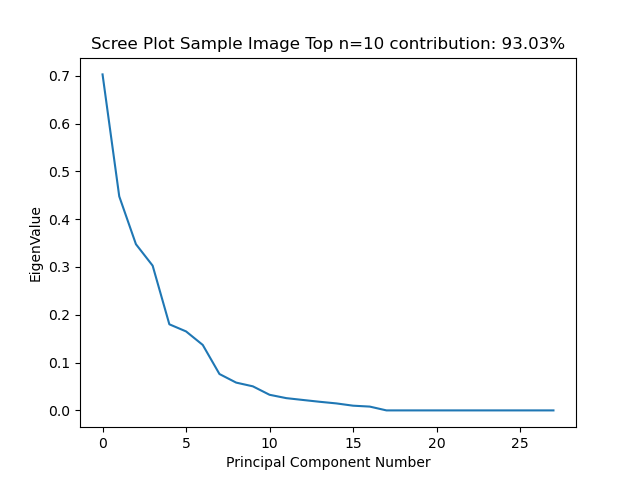 Scree Plot Sample Image Top n=10 contribution: 93.03%
0.7
0.6
0.5
0.4
0.3
0.2
0.1
0.0
EigenValue
0 5 10 15 20 25
Principal Component Number